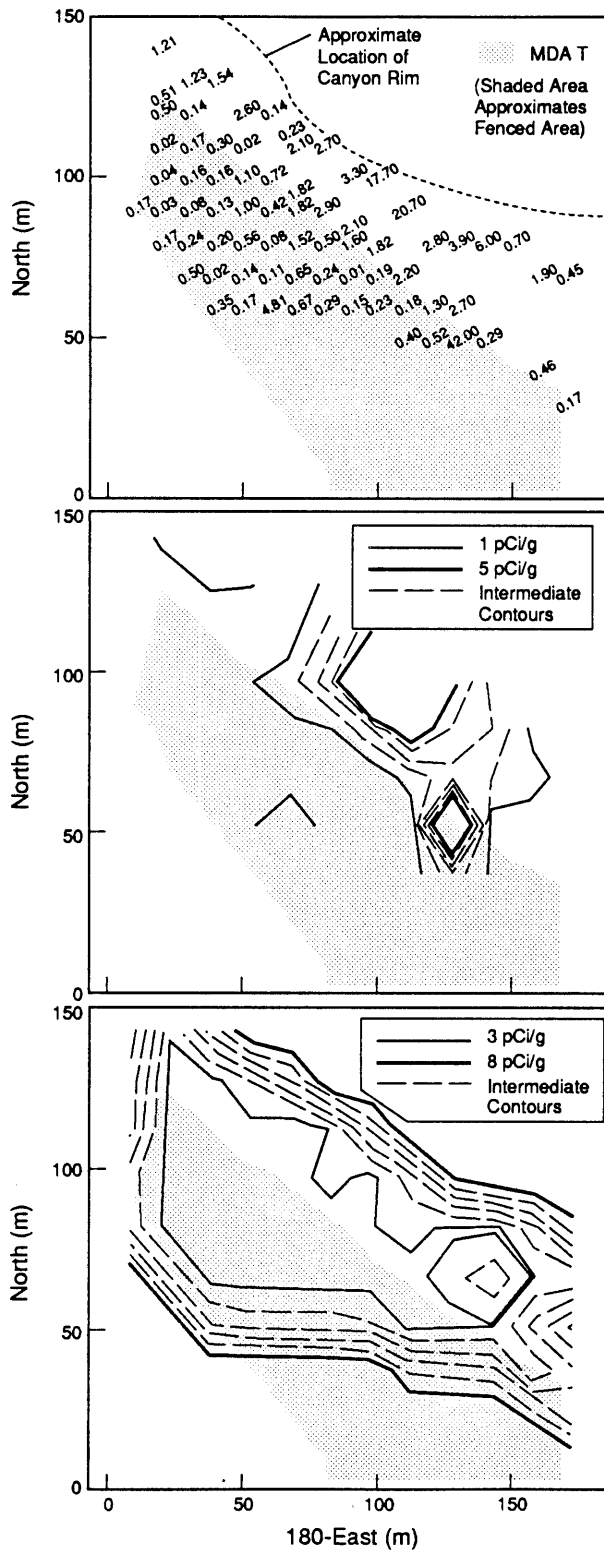 150
Approximate
Location of
Canyon Rim
MDA T
(Shaded Area
Approximates
Fenced Area)
1.21
0.51 1.23 1.54
0.50 0.14 2.60 0.14
0.02 0.17 0.30 0.02 0.23 2.10 2.70
0.04 0.16 0.16 1.10 0.72 3.30 17.70
100
0.17 0.03 0.08 0.13 1.00 0.42 1.82 1.82 2.90 20.70
0.17 0.24 0.20 0.56 0.08 1.52 0.50 2.10 1.60 1.82 2.80 3.90 6.00 0.70
0.50 0.02 0.14 0.11 0.65 0.24 0.01 0.19 2.20 1.90 0.45
0.35 0.17 4.81 0.67 0.29 0.15 0.23 0.18 1.30 2.70
50
0.40 0.52 42.00 0.29
0.46
0.17
0
North (m)
150
1 pCi/g
5 pCi/g
Intermediate
Contours
100
50
0
North (m)
150
3 pCi/g
8 pCi/g
Intermediate
Contours
100
50
0
North (m)
0 50 100 150
180-East (m)